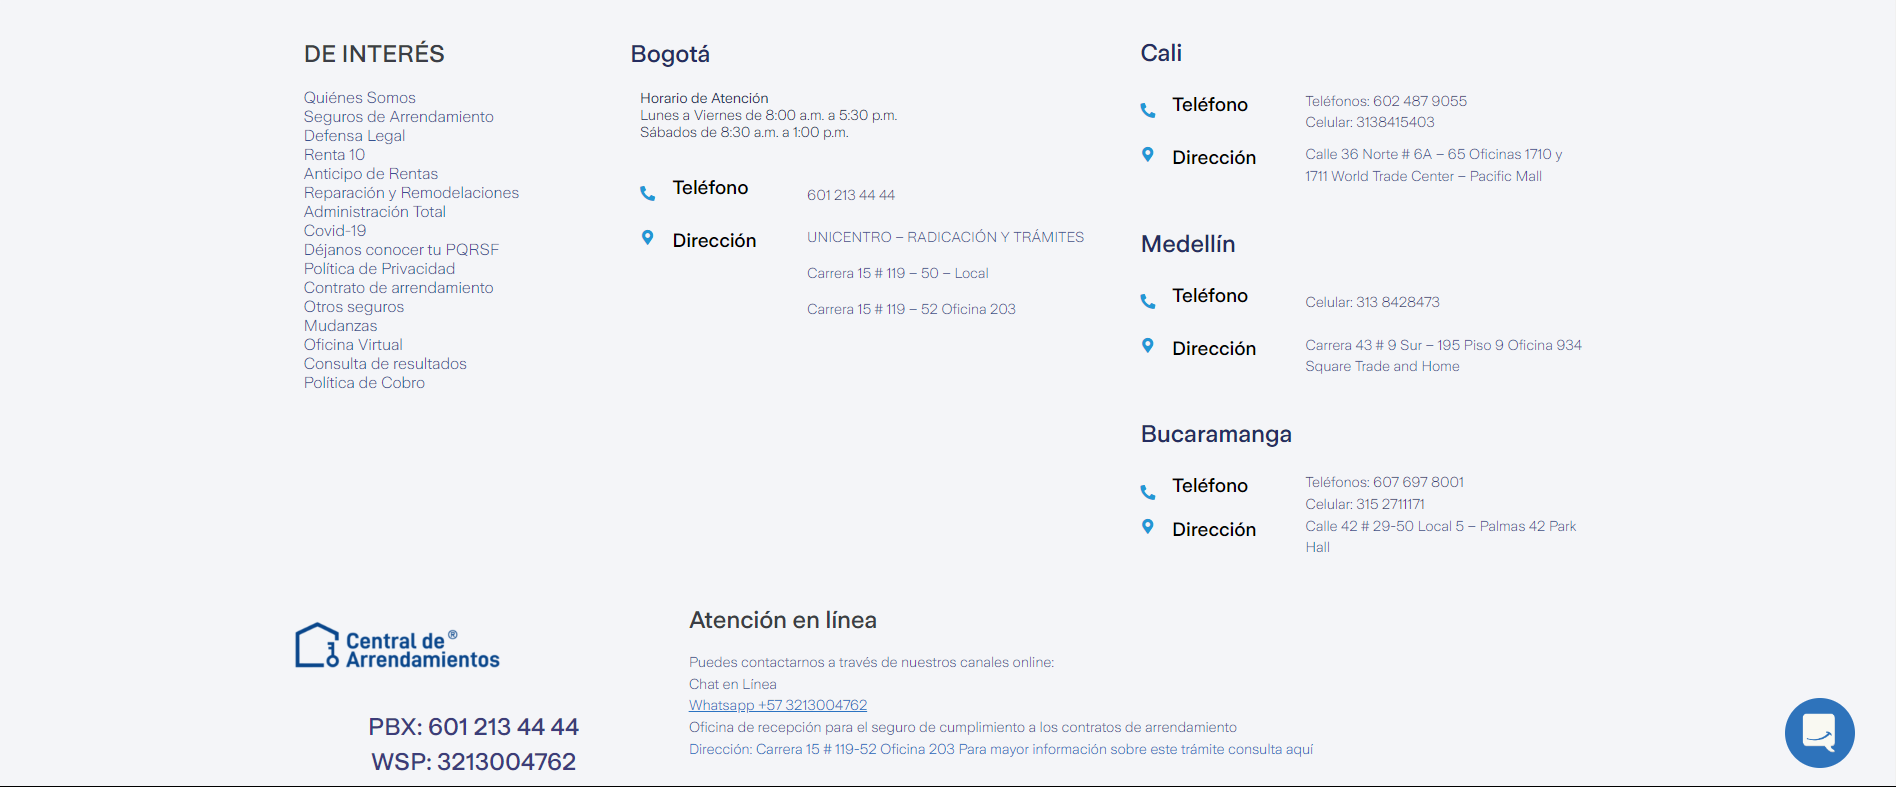 DE INTERÉS
Quiénes Somos
Seguros de Arrendamiento
Defensa Legal
Renta 10
Anticipo de Rentas
Reparación y Remodelaciones
Administración Total
Covid-19
Déjanos conocer tu PQRSF
Política de Privacidad
Contrato de arrendamiento
Otros seguros
Mudanzas
Oficina Virtual
Consulta de resultados
Política de Cobro
Bogotá
Horario de Atención
Lunes a Viernes de 8:00 a.m. a 5:30 p.m.
Sábados de 8:30 a.m. a 1:00 p.m.
Teléfono
601 213 44 44
Dirección
UNICENTRO – RADICACIÓN Y TRÁMITES
Carrera 15 # 119 – 50 – Local
Carrera 15 # 119 – 52 Oficina 203
Cali
Teléfono
Teléfonos: 602 487 9055
Celular: 3138415403
Dirección
Calle 36 Norte # 6A – 65 Oficinas 1710 y
1711 World Trade Center – Pacific Mall
Medellín
Teléfono
Celular: 313 8428473
Dirección
Carrera 43 # 9 Sur – 195 Piso 9 Oficina 934
Square Trade and Home
Bucaramanga
Teléfono
Teléfonos: 607 697 8001
Celular: 315 2711171
Dirección
Calle 42 # 29-50 Local 5 – Palmas 42 Park
Hall
Central de ®
Arrendamientos
PBX: 601 213 44 44
WSP: 3213004762
Atención en línea
Puedes contactarnos a través de nuestros canales online:
Chat en Línea
Whatsapp +57 3213004762
Oficina de recepción para el seguro de cumplimiento a los contratos de arrendamiento
Dirección: Carrera 15 # 119-52 Oficina 203 Para mayor información sobre este trámite consulta aquí